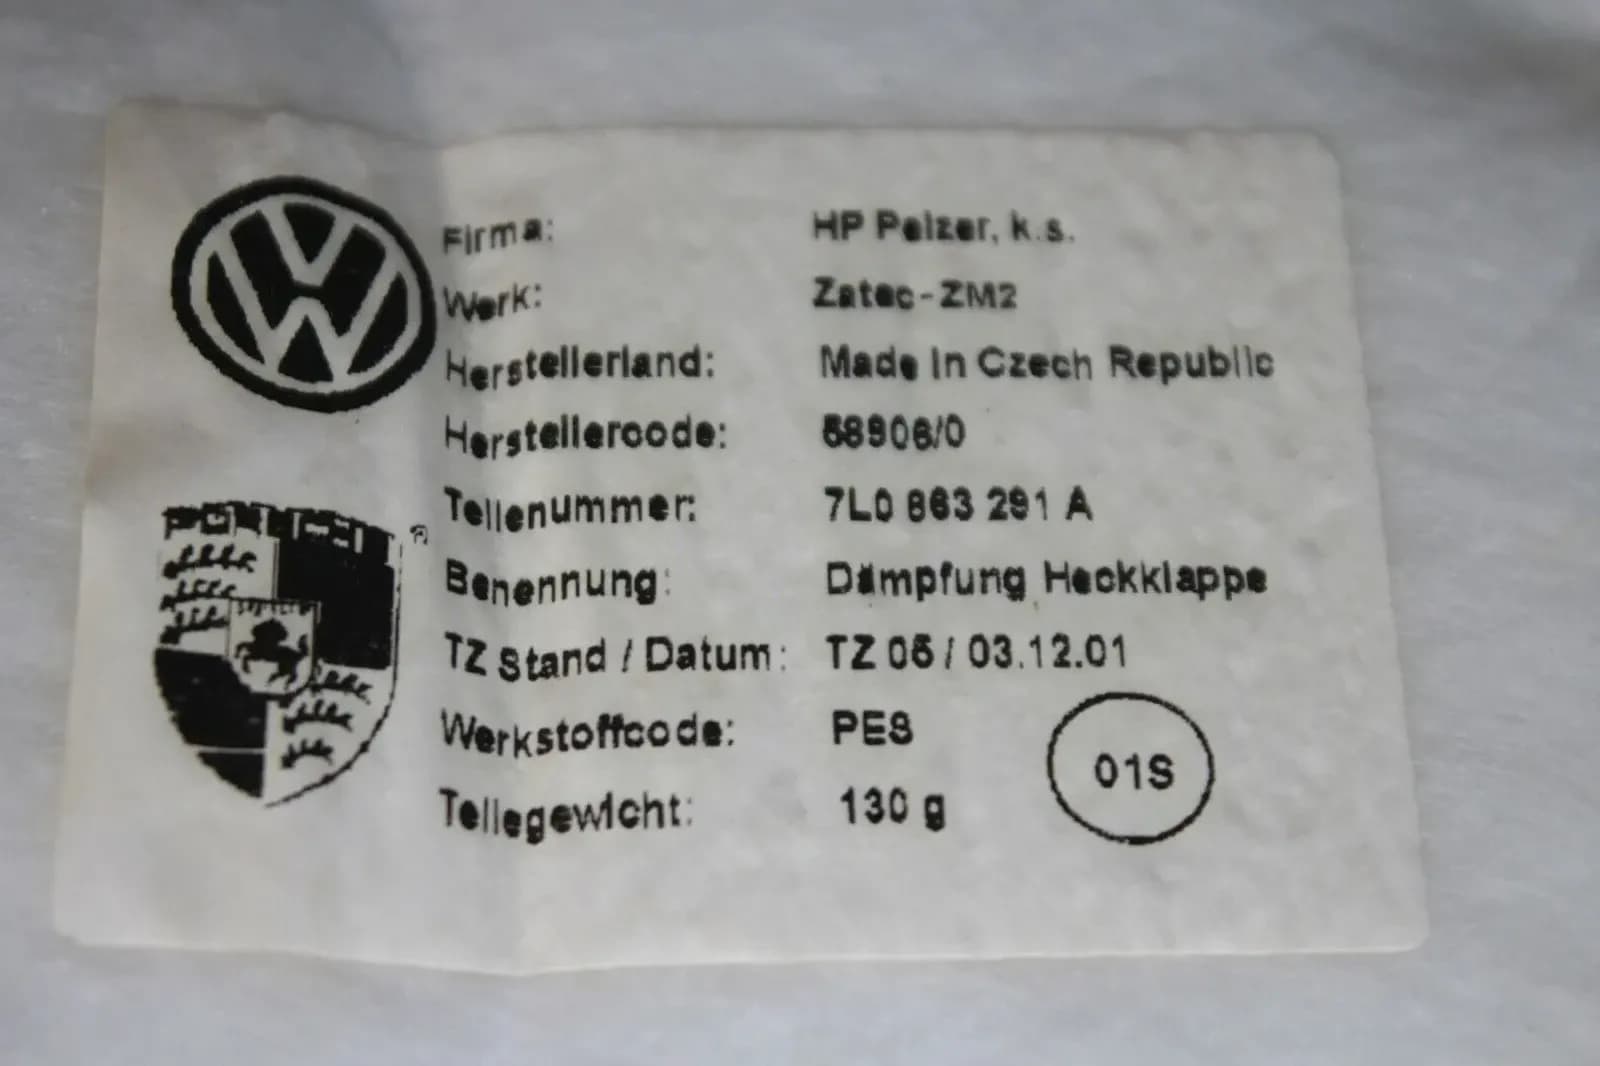 Firma: HP Pelzer, k.s.
Werk: Zatec-ZM2
Herstellerland: Made in Czech Republic
Herstellercode: 58906/0
Teilenummer: 7L0 863 291 A
Benennung: Dämpfung Heckklappe
TZ Stand / Datum: TZ 05 / 03.12.01
Werkstoffcode: PES
01S
Teilegewicht: 130 g